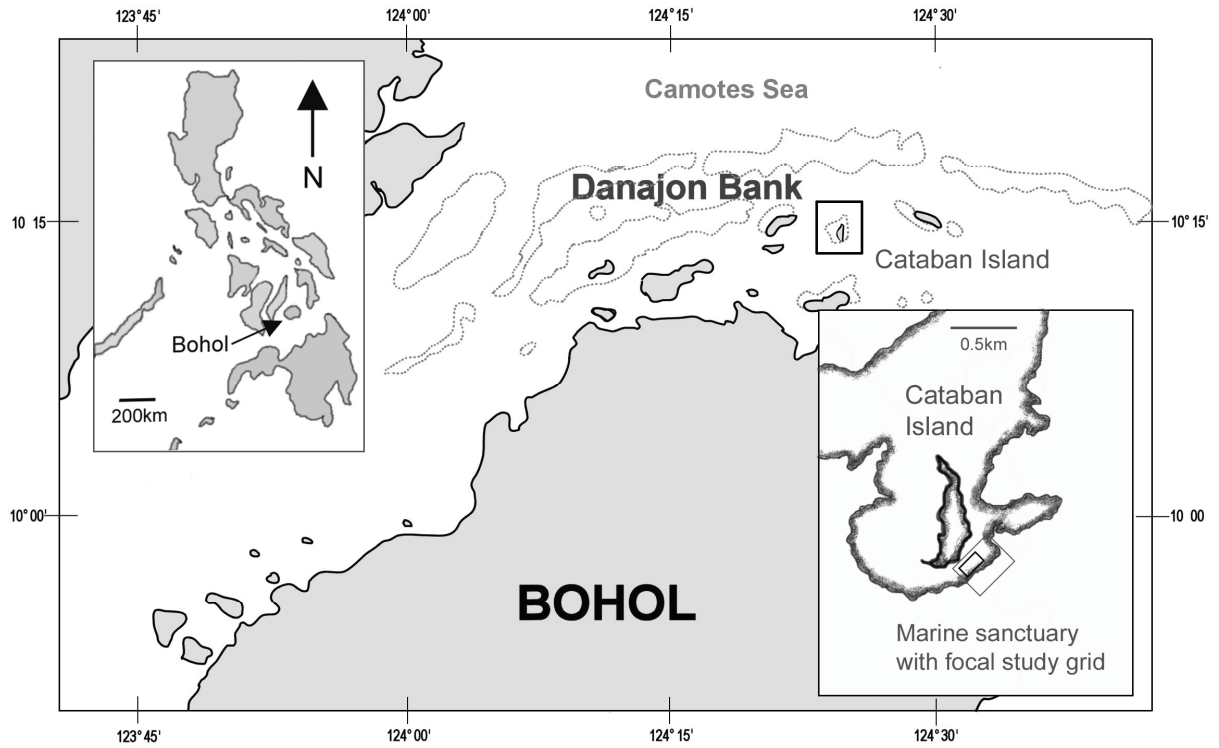 123°45' 124°00' 124°15' 124°30'
Camotes Sea
N
Danajon Bank
10 15'
10°15'
Cataban Island
Bohol
200km
0.5km
Cataban
Island
10°00'
10 00
BOHOL
Marine sanctuary
with focal study grid
123°45' 124°00' 124°15' 124°30'